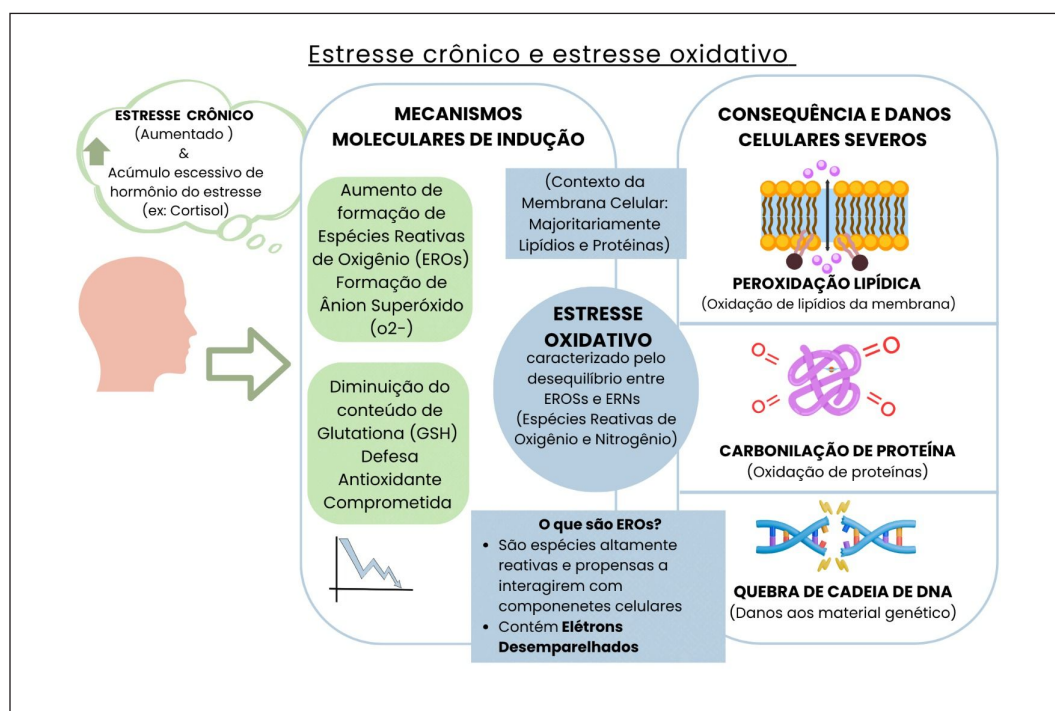 Estresse crônico e estresse oxidativo
ESTRESSE CRÔNICO
(Aumentado )
&
Acúmulo excessivo de
hormônio do estresse
(ex: Cortisol)
MECANISMOS
MOLECULARES DE INDUÇÃO
Aumento de
formação de
Espécies Reativas
de Oxigênio (EROs)
Formação de
Ânion Superóxido
(o2-)
Diminuição do
conteúdo de
Glutationa (GSH)
Defesa
Antioxidante
Comprometida
(Contexto da
Membrana Celular:
Majoritariamente
Lipídios e Protéinas)
ESTRESSE
OXIDATIVO
caracterizado pelo
desequilíbrio entre
EROSs e ERNs
(Espécies Reativas de
Oxigênio e Nitrogênio)
O que são EROs?
• São espécies altamente
reativas e propensas a
interagirem com
componenetes celulares
• Contém Elétrons
Desemparelhados
CONSEQUÊNCIA E DANOS
CELULARES SEVEROS
PEROXIDAÇÃO LIPÍDICA
(Oxidação de lipídios da membrana)
O
O
O
O
CARBONILAÇÃO DE PROTEÍNA
(Oxidação de proteínas)
QUEBRA DE CADEIA DE DNA
(Danos aos material genético)